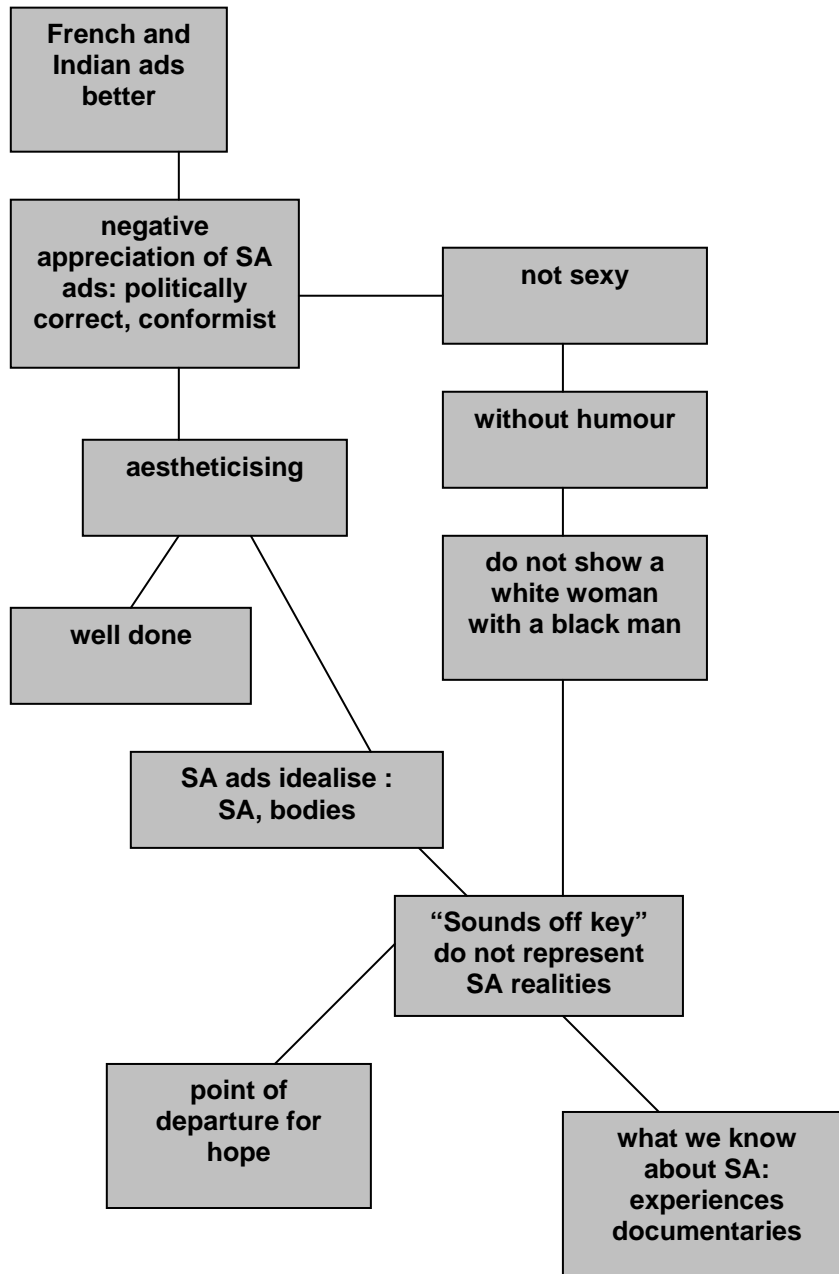 French and
Indian ads
better
negative
appreciation of SA
ads: politically
correct, conformist
not sexy
without humour
aestheticising
do not show a
white woman
with a black man
well done
SA ads idealise :
SA, bodies
“Sounds off key”
do not represent
SA realities
point of
departure for
hope
what we know
about SA:
experiences
documentaries